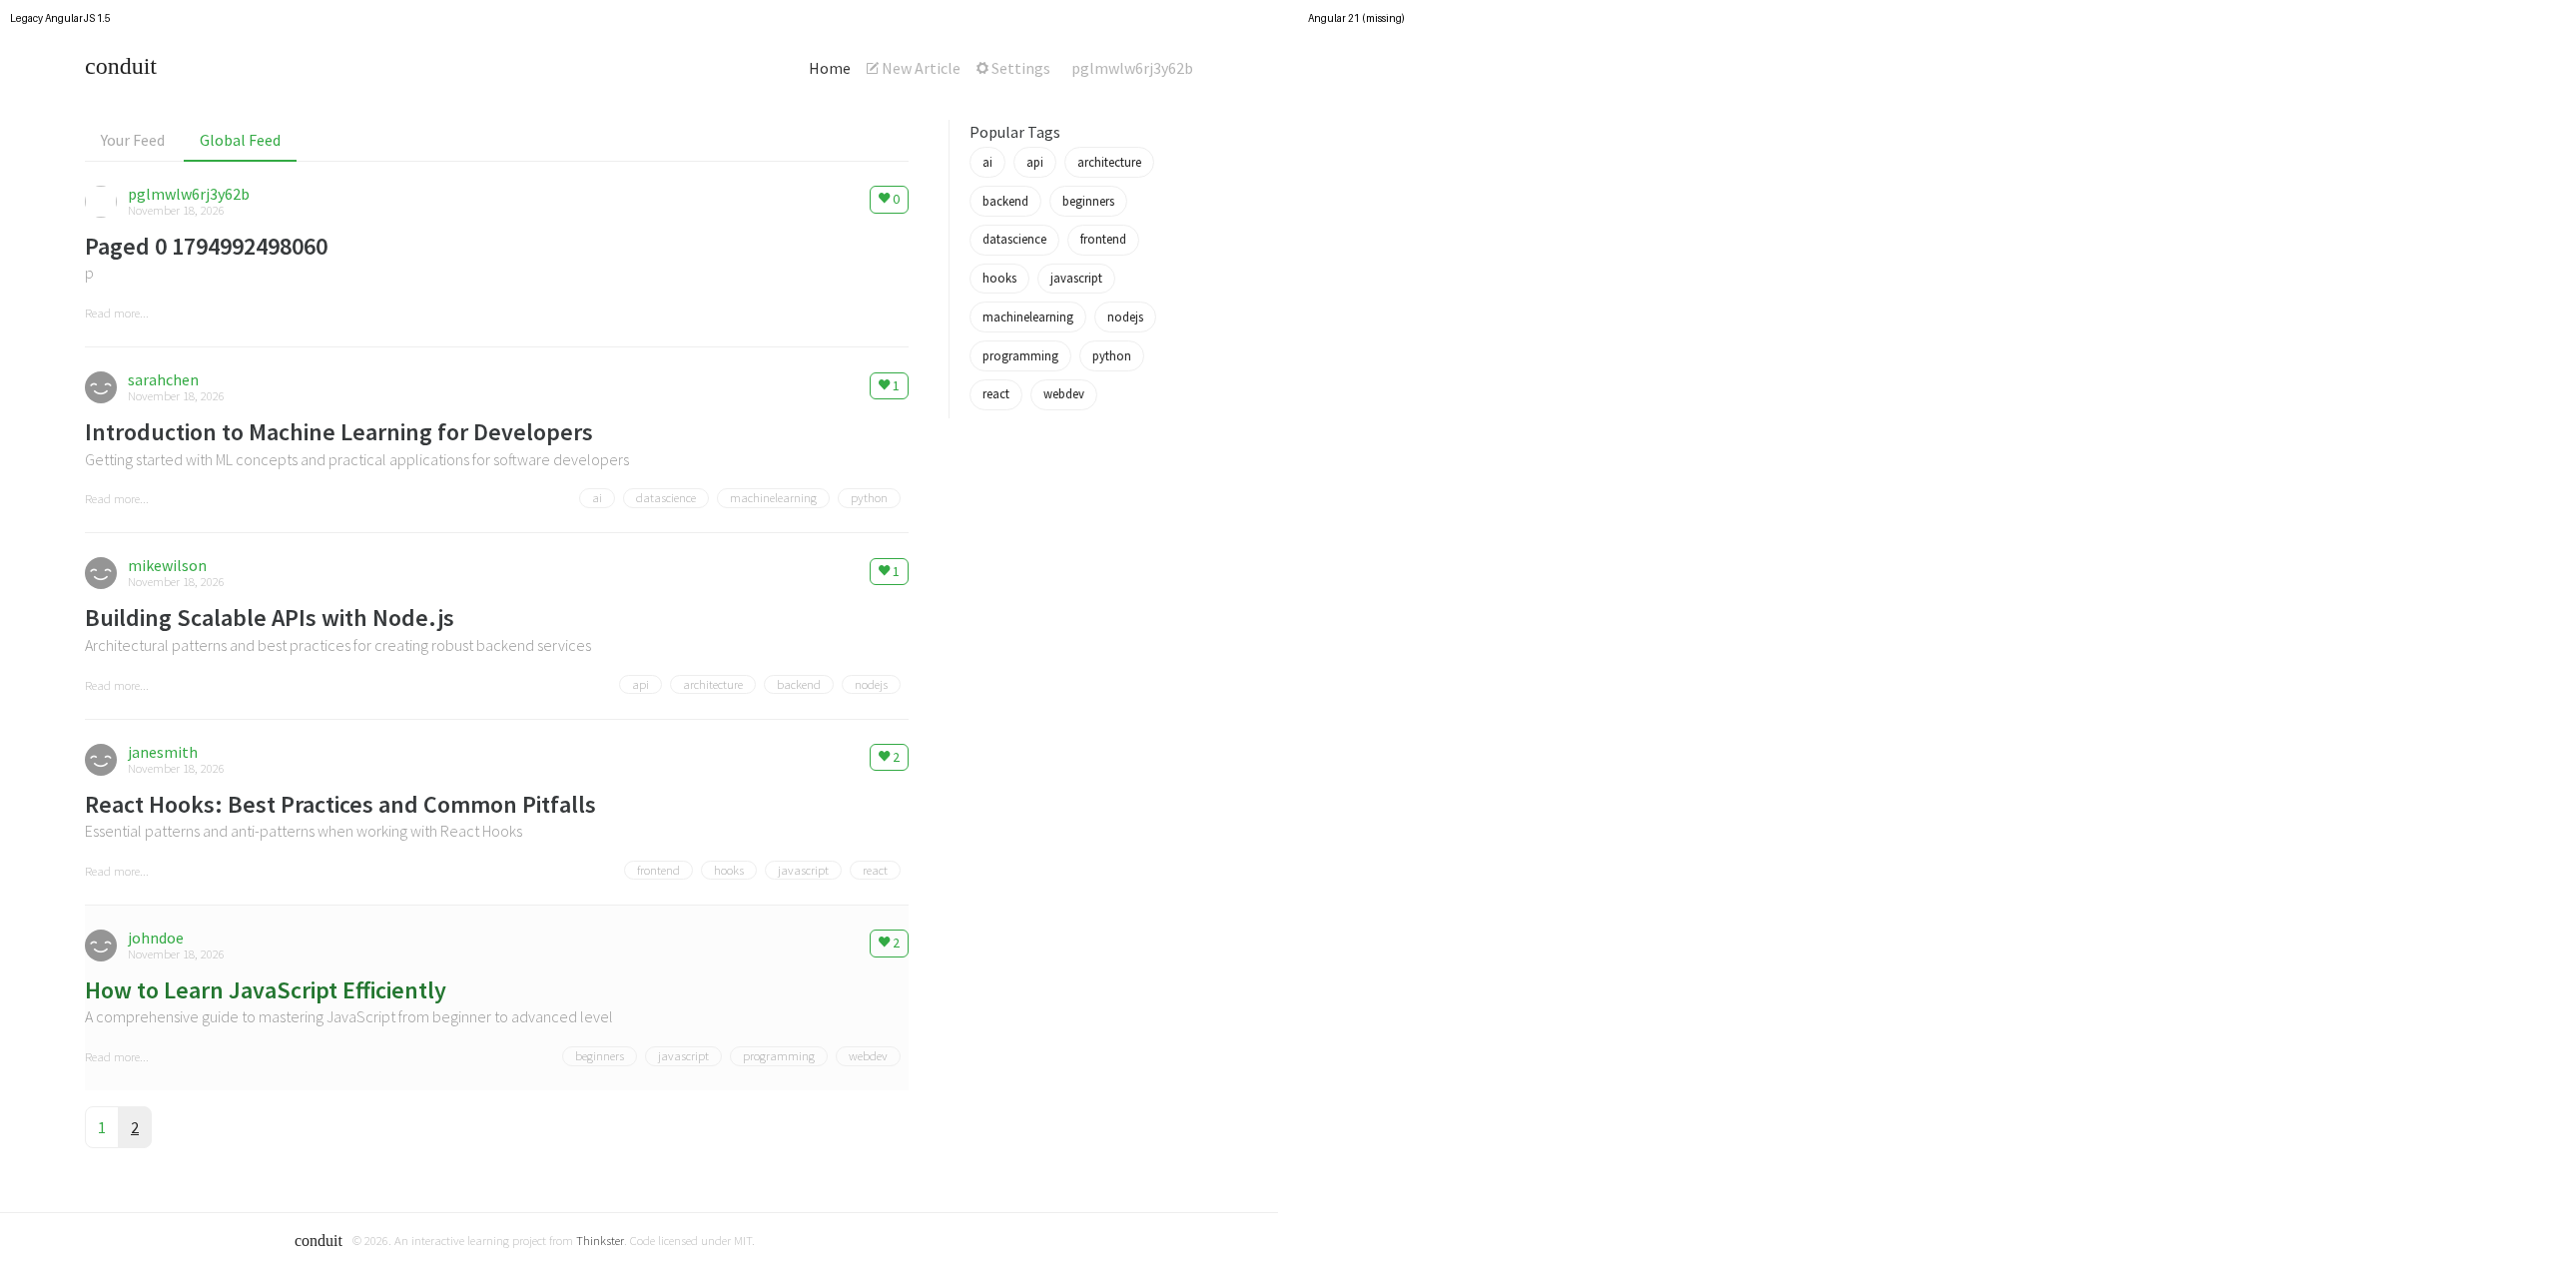 Legacy AngularJS 1.5
Angular 21 (missing)
conduit
Home New Article Settings pglmwlw6rj3y62b
Your Feed Global Feed
pglmwlw6rj3y62b
November 18, 2026
0
Paged 0 1794992498060
p
Read more...
sarahchen
November 18, 2026
1
Introduction to Machine Learning for Developers
Getting started with ML concepts and practical applications for software developers
Read more... ai datascience machinelearning python
mikewilson
November 18, 2026
1
Building Scalable APIs with Node.js
Architectural patterns and best practices for creating robust backend services
Read more... api architecture backend nodejs
janesmith
November 18, 2026
2
React Hooks: Best Practices and Common Pitfalls
Essential patterns and anti-patterns when working with React Hooks
Read more... frontend hooks javascript react
johndoe
November 18, 2026
2
How to Learn JavaScript Efficiently
A comprehensive guide to mastering JavaScript from beginner to advanced level
Read more... beginners javascript programming webdev
1 2
Popular Tags
ai api architecture
backend beginners
datascience frontend
hooks javascript
machinelearning nodejs
programming python
react webdev
conduit © 2026. An interactive learning project from Thinkster. Code licensed under MIT.